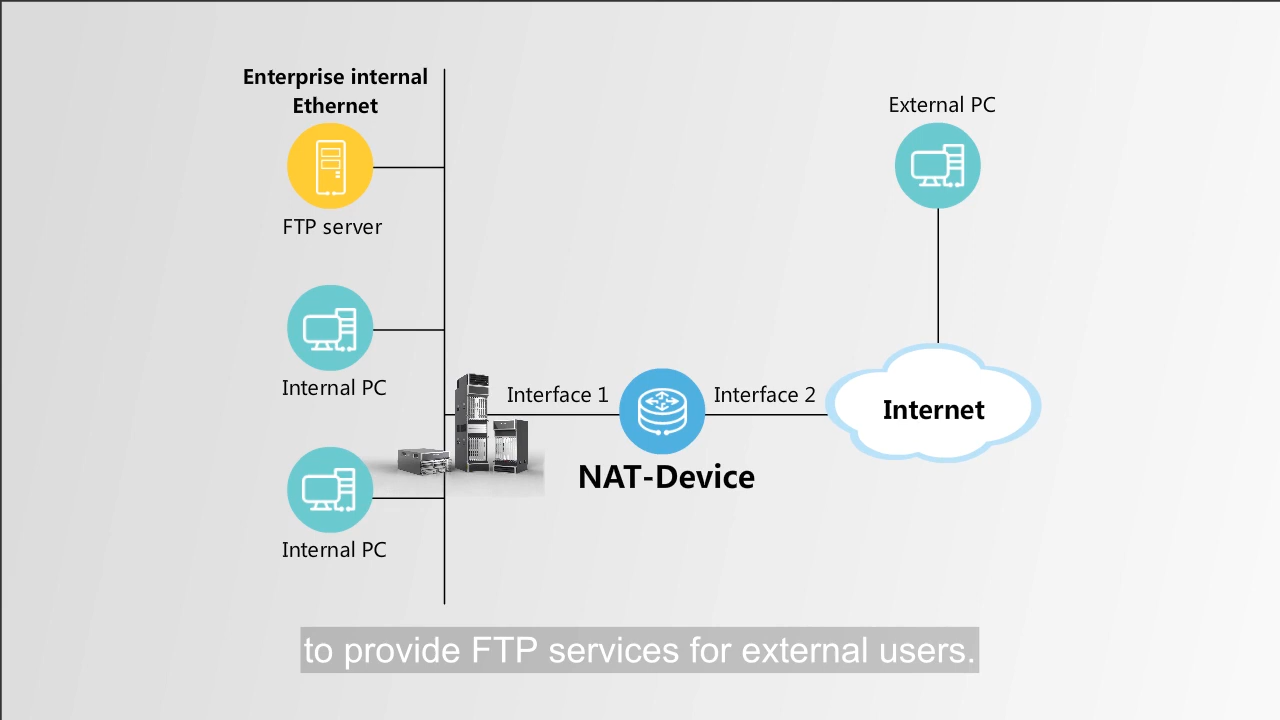 Enterprise internal
Ethernet
FTP server
Internal PC
Internal PC
Interface 1
NAT-Device
Interface 2
External PC
Internet
to provide FTP services for external users.